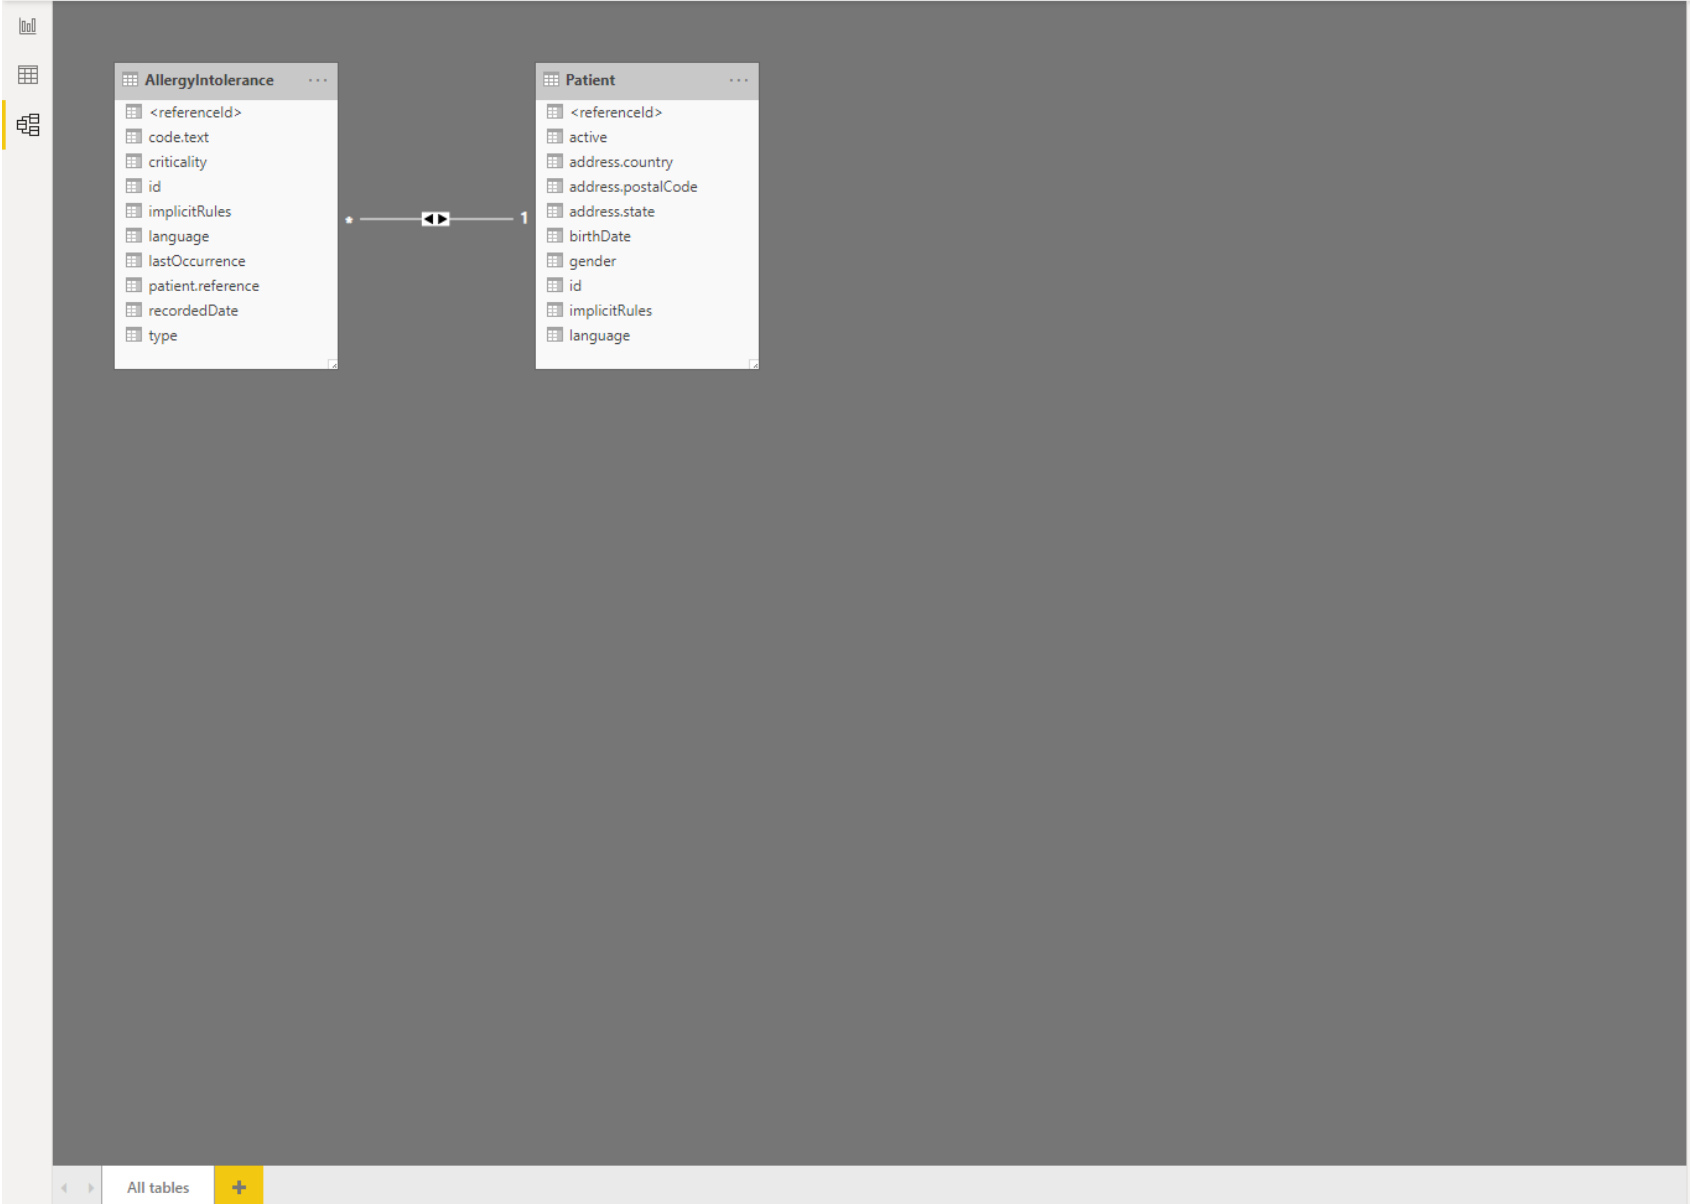 AllergyIntolerance ...
<referenceId>
code.text
criticality
id
implicitRules
language
lastOccurrence
patient.reference
recordedDate
type
* 1
Patient ...
<referenceId>
active
address.country
address.postalCode
address.state
birthDate
gender
id
implicitRules
language
All tables +